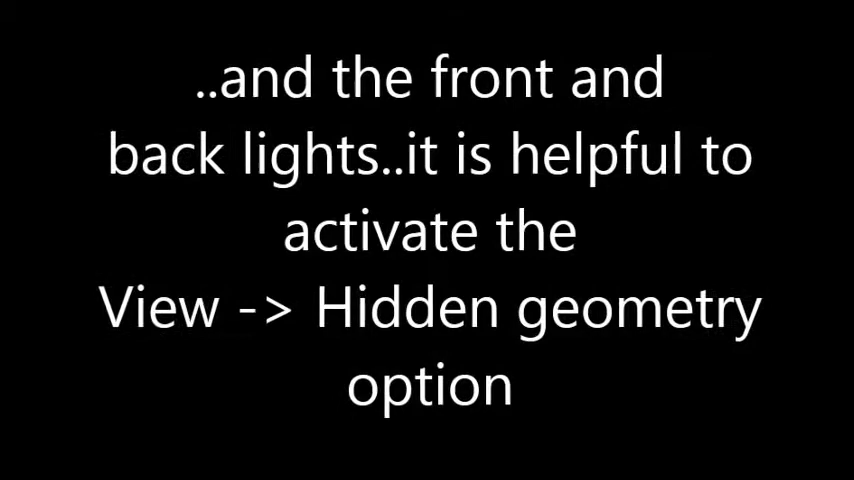 ..and the front and
back lights..it is helpful to
activate the
View -> Hidden geometry
option